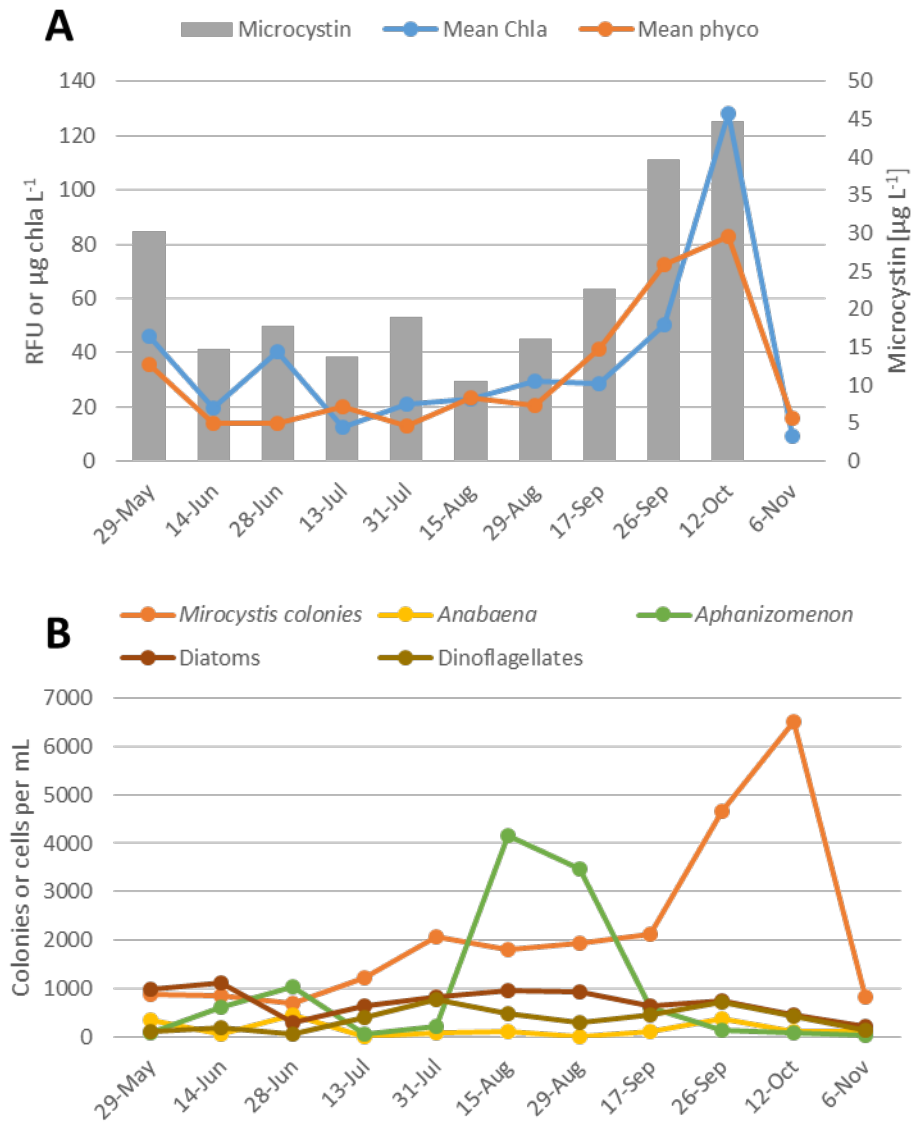 A
Microcystin Mean Chla Mean phyco
140 50
120 45
100 40
80 35
60 30
40 25
20 20
0 15
10
5
0
RFU or µg chla L-1
Microcystin [µg L-1]
29-May 14-Jun 28-Jun 13-Jul 31-Jul 15-Aug 29-Aug 17-Sep 26-Sep 12-Oct 6-Nov
B
Mirocystis colonies Anabaena Aphanizomenon
Diatoms Dinoflagellates
7000
6000
5000
4000
3000
2000
1000
0
Colonies or cells per mL
29-May 14-Jun 28-Jun 13-Jul 31-Jul 15-Aug 29-Aug 17-Sep 26-Sep 12-Oct 6-Nov